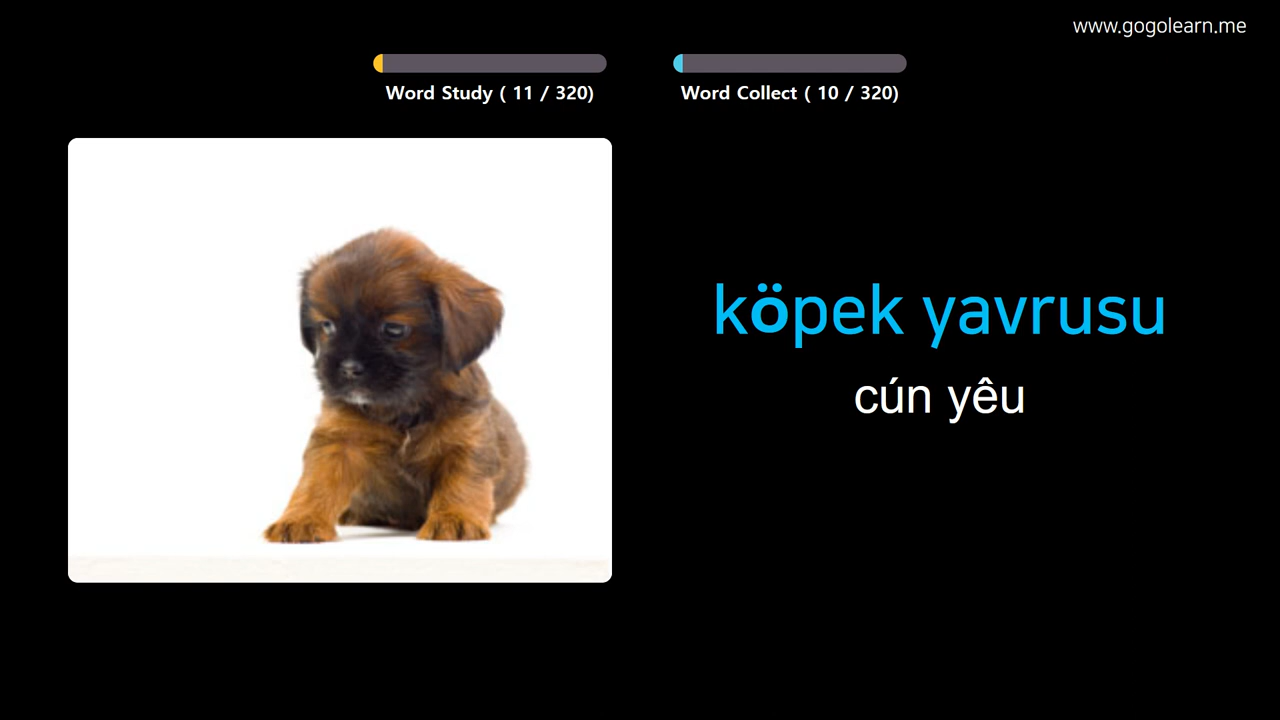 www.gogolearn.me
Word Study ( 11 / 320)
Word Collect ( 10 / 320)
köpek yavrusu
cún yêu